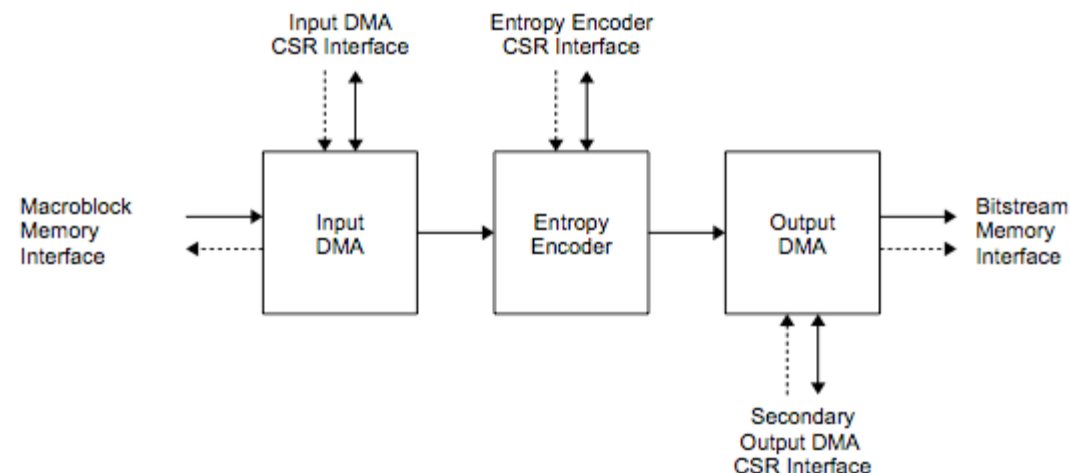 Input DMA
CSR Interface
Entropy Encoder
CSR Interface
Macroblock
Memory
Interface
Input
DMA
Entropy
Encoder
Output
DMA
Bitstream
Memory
Interface
Secondary
Output DMA
CSR Interface